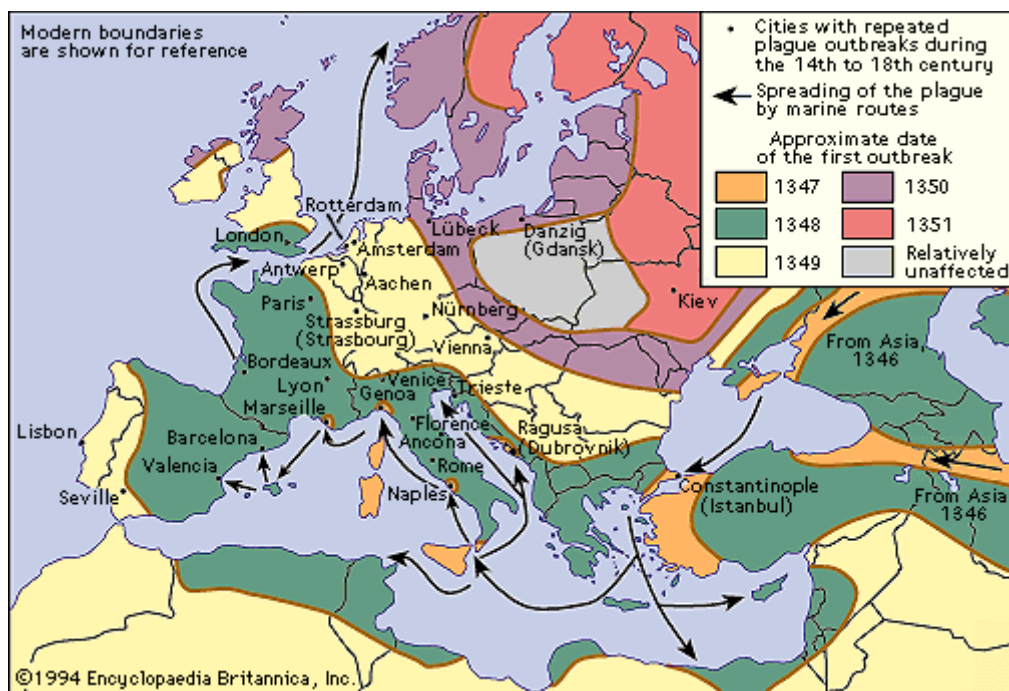 Modern boundaries
are shown for reference
Cities with repeated
plague outbreaks during
the 14th to 18th century
Spreading of the plague
by marine routes
Approximate date
of the first outbreak
1347
1350
1348
1351
1349
Relatively
unaffected
Rotterdam
London
Amsterdam
Lübeck
Danzig
(Gdansk)
Antwerp
Aachen
Paris
Nürnberg
Kiev
Strassburg
(Strasbourg)
Vienna
From Asia,
1346
Bordeaux
Lyon
Venice
Trieste
Genoa
Marseille
Florence
Ragusa
(Dubrovnik)
Lisbon
Barcelona
Ancona
Valencia
Rome
Seville
Naples
Constantinople
(Istanbul)
From Asia
1346
©1994 Encyclopaedia Britannica, Inc.